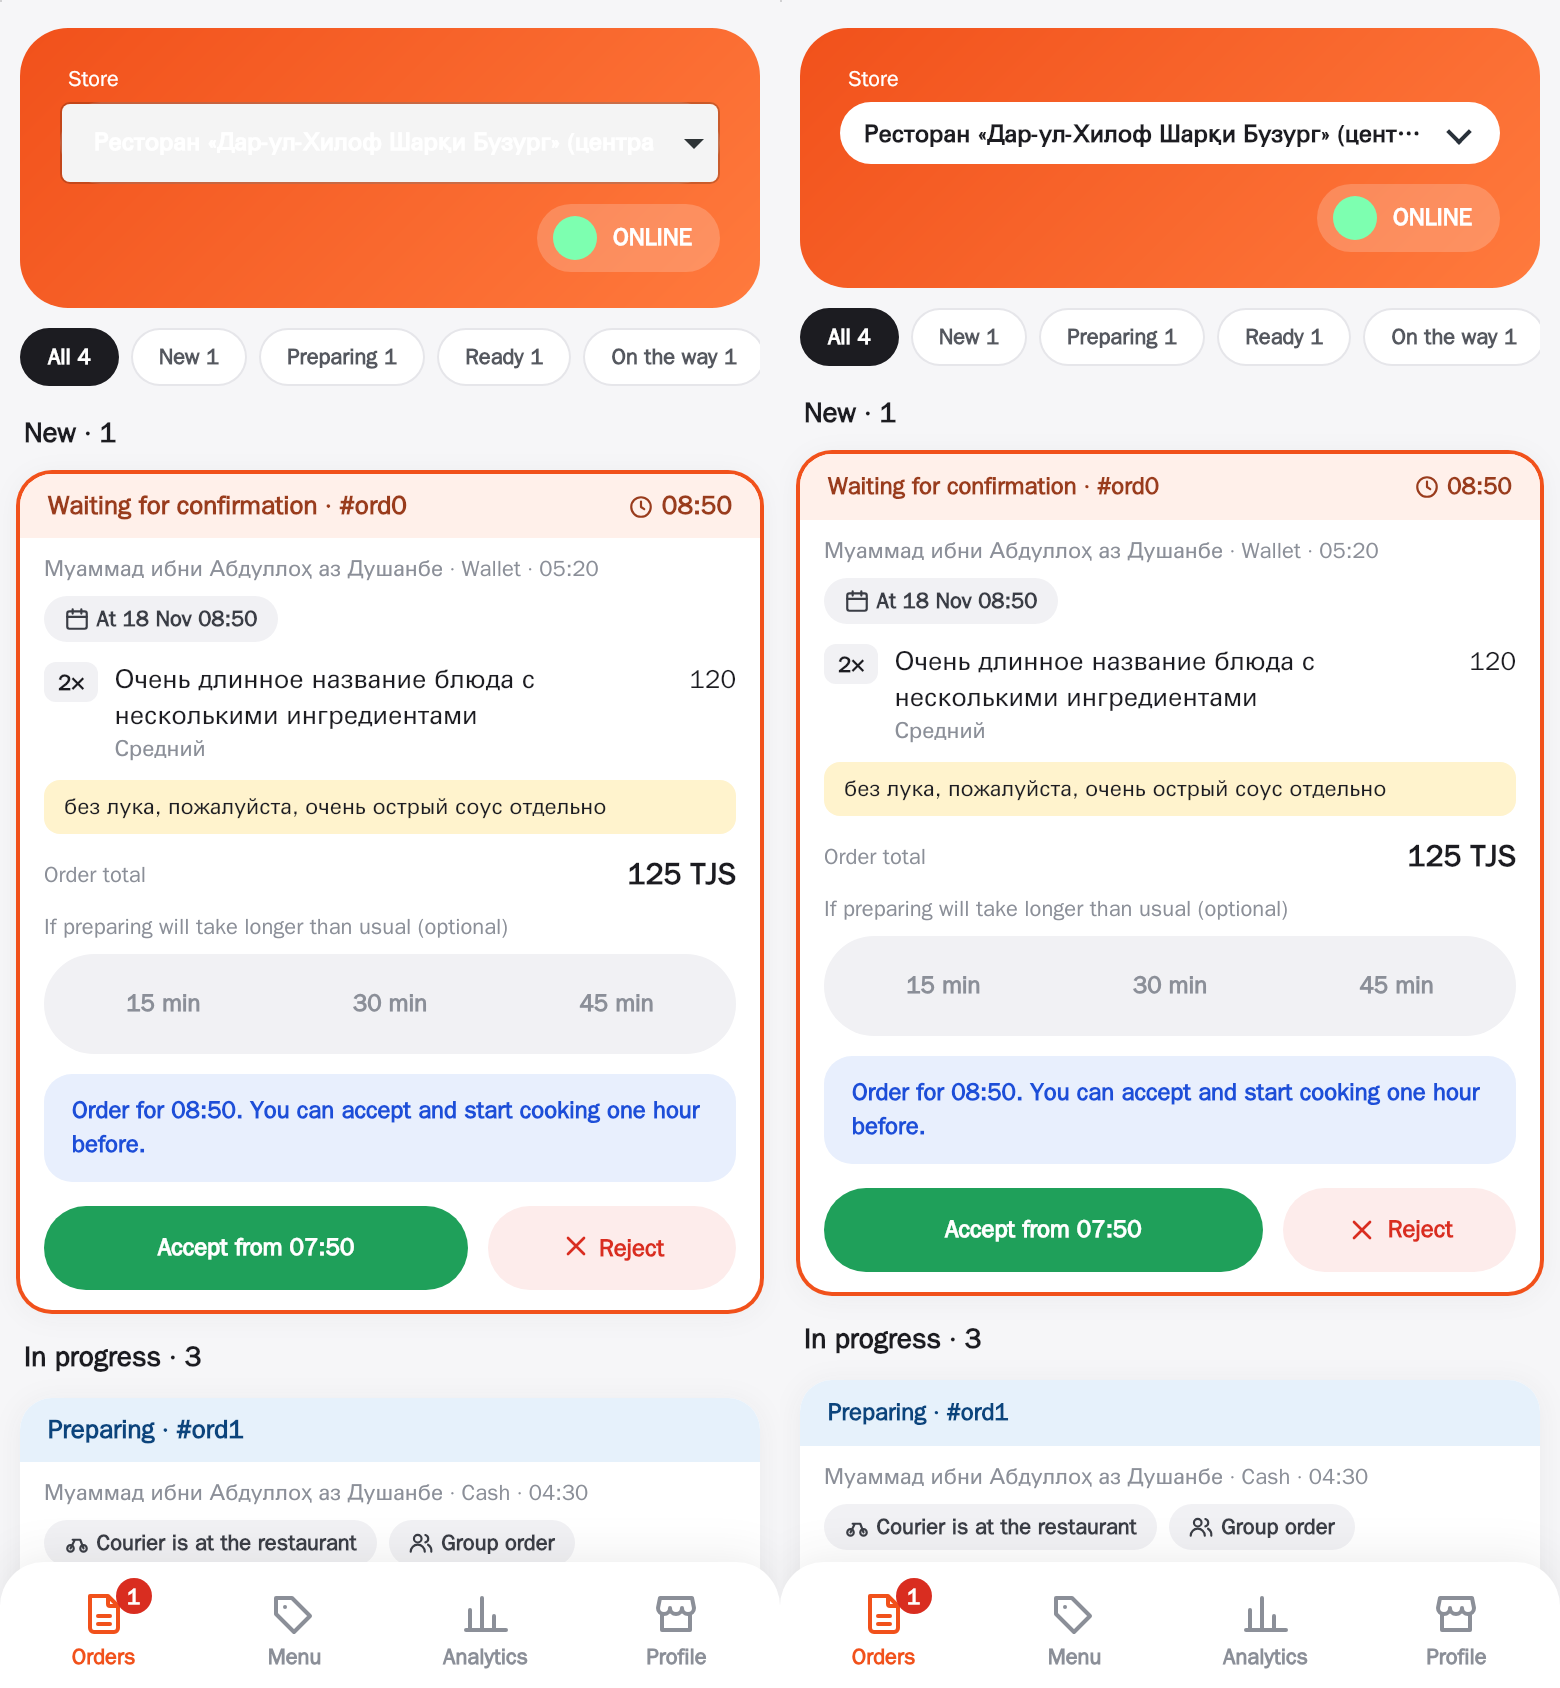 Store
Ресторан «Дар-ул-Хилоф Шарқи Бузург» (центра
ONLINE
All 4
New 1
Preparing 1
Ready 1
On the way 1
New · 1
Waiting for confirmation · #ord0
08:50
Муаммад ибни Абдуллоҳ аз Душанбе · Wallet · 05:20
At 18 Nov 08:50
2×
Очень длинное название блюда с
120
несколькими ингредиентами
Средний
без лука, пожалуйста, очень острый соус отдельно
Order total
125 TJS
If preparing will take longer than usual (optional)
15 min
30 min
45 min
Order for 08:50. You can accept and start cooking one hour
before.
Accept from 07:50
Reject
In progress · 3
Preparing · #ord1
Муаммад ибни Абдуллоҳ аз Душанбе · Cash · 04:30
Courier is at the restaurant
Group order
1
Orders
Menu
Analytics
Profile
Store
Ресторан «Дар-ул-Хилоф Шарқи Бузург» (цент···
ONLINE
All 4
New 1
Preparing 1
Ready 1
On the way 1
New · 1
Waiting for confirmation · #ord0
08:50
Муаммад ибни Абдуллоҳ аз Душанбе · Wallet · 05:20
At 18 Nov 08:50
2×
Очень длинное название блюда с
120
несколькими ингредиентами
Средний
без лука, пожалуйста, очень острый соус отдельно
Order total
125 TJS
If preparing will take longer than usual (optional)
15 min
30 min
45 min
Order for 08:50. You can accept and start cooking one hour
before.
Accept from 07:50
Reject
In progress · 3
Preparing · #ord1
Муаммад ибни Абдуллоҳ аз Душанбе · Cash · 04:30
Courier is at the restaurant
Group order
1
Orders
Menu
Analytics
Profile